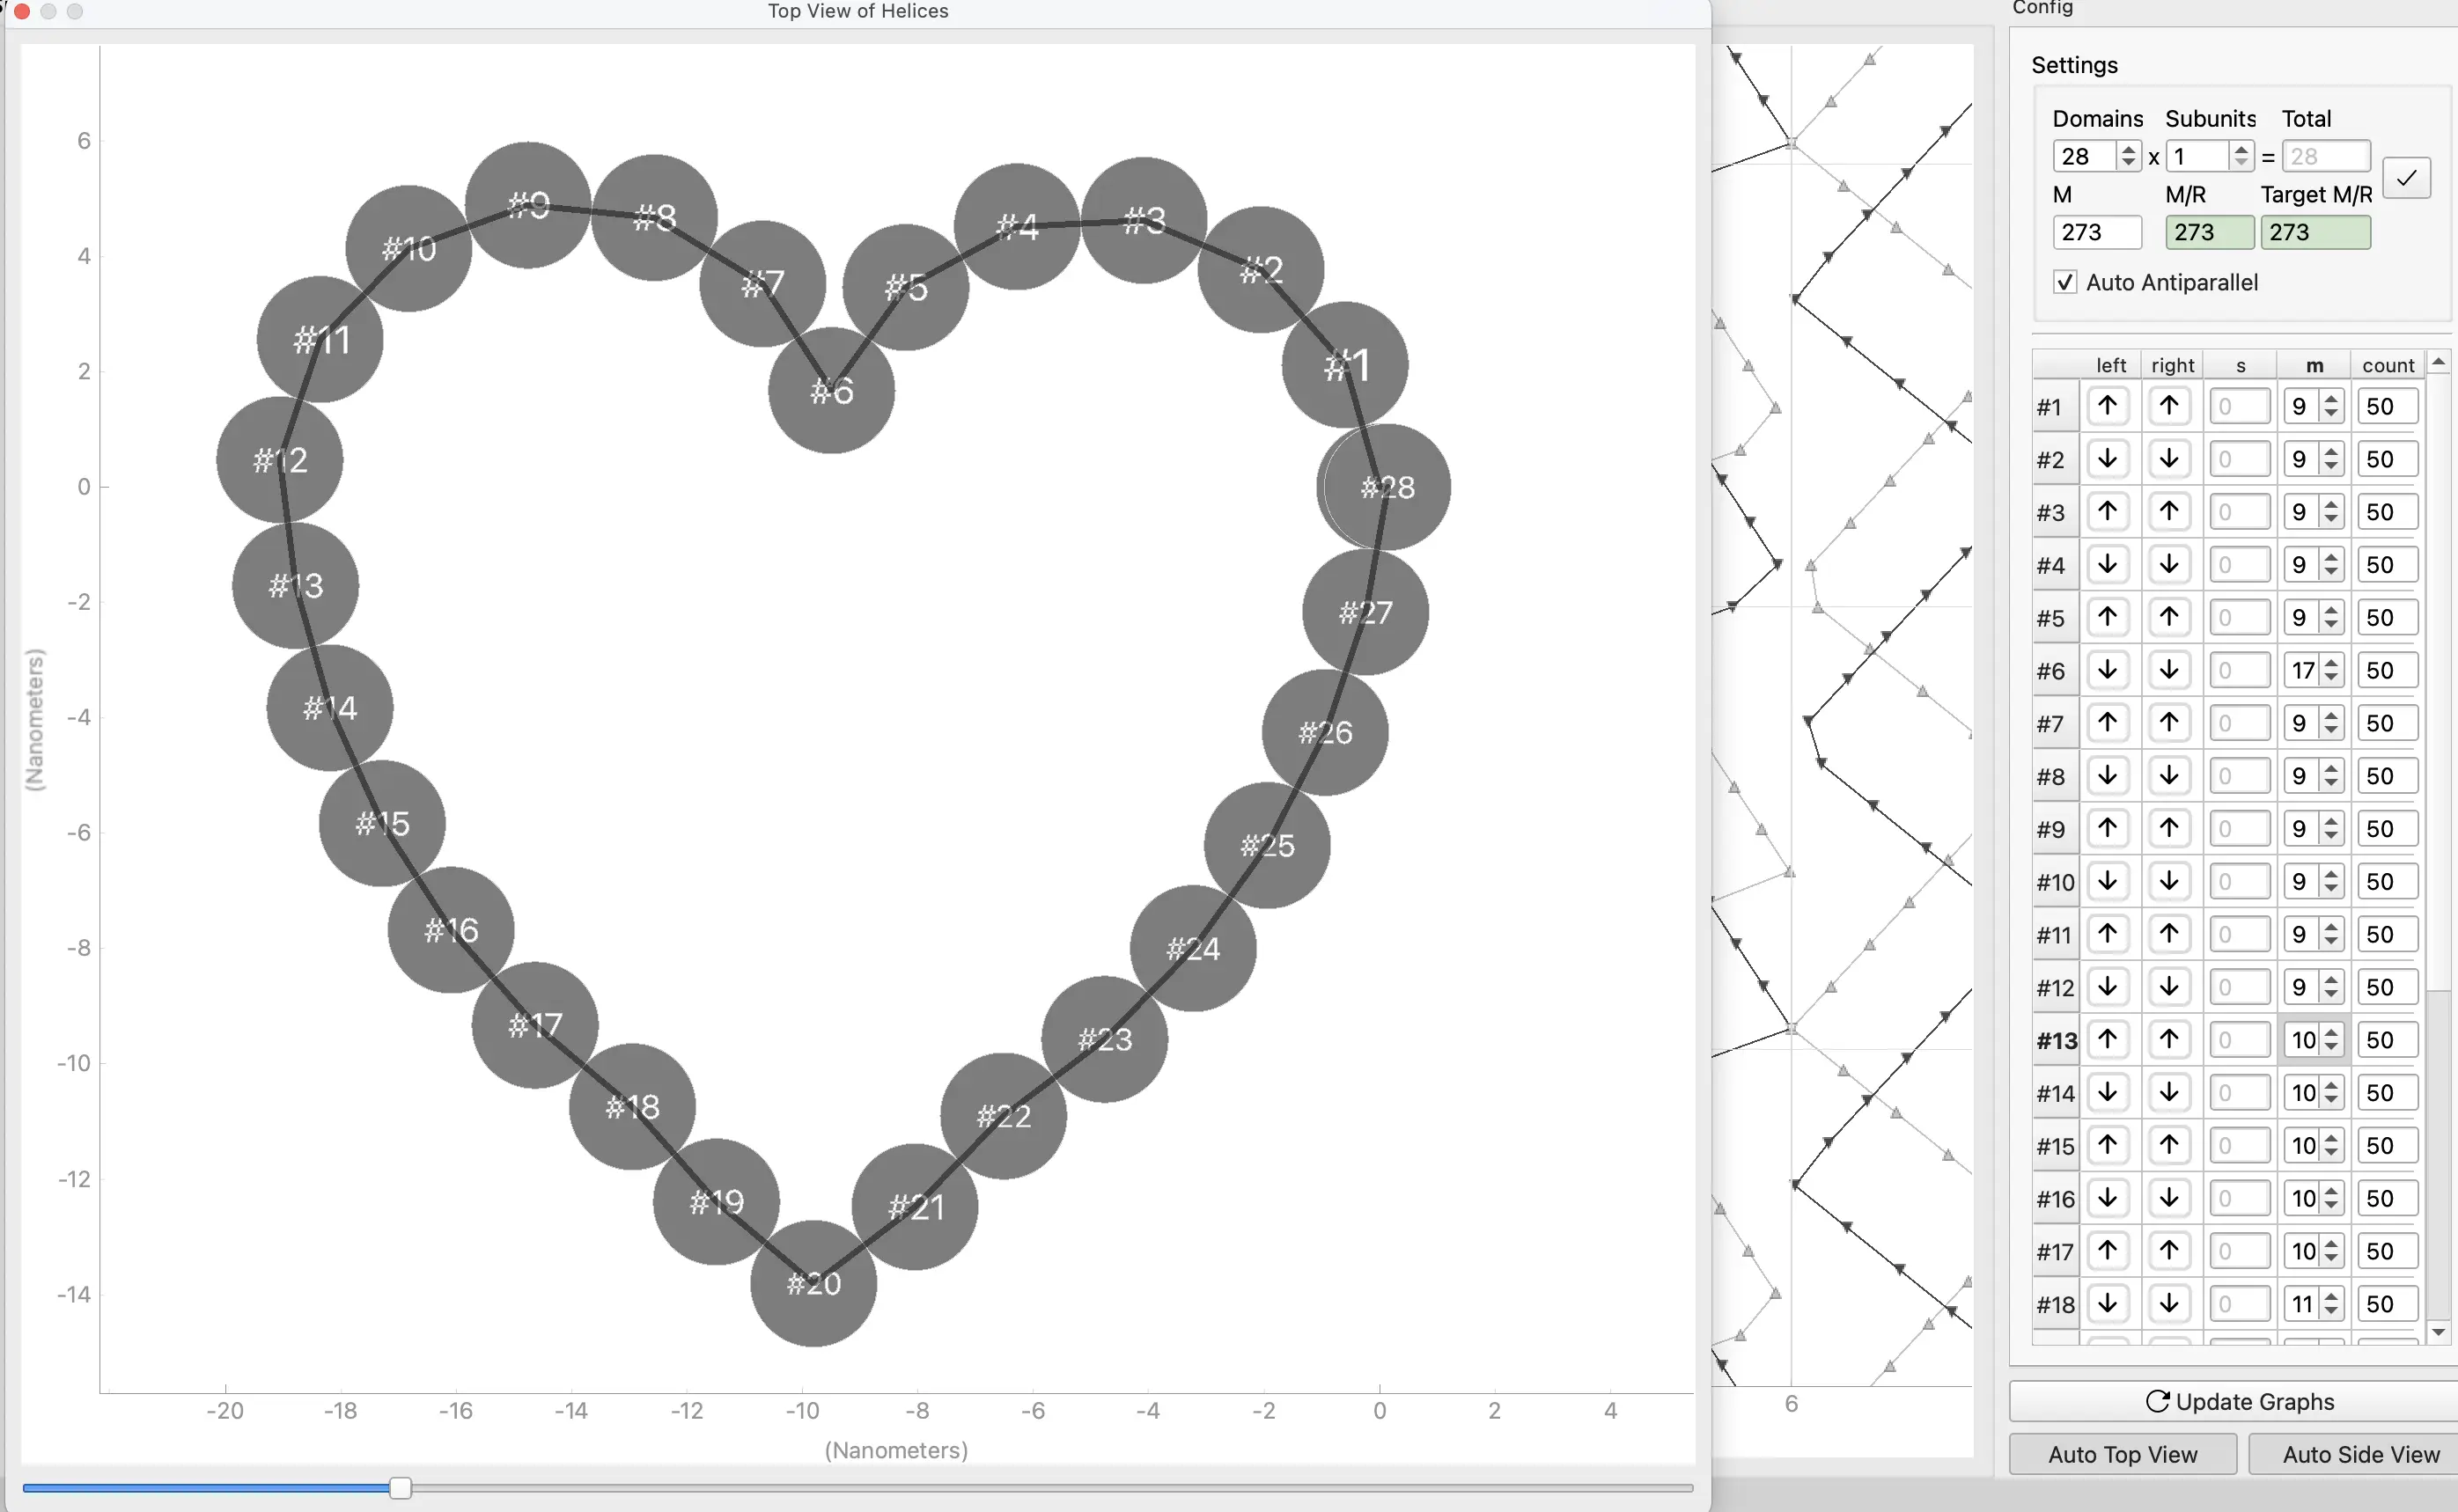 Top View of Helices
Config
Settings
Domains Subunits Total
28 x 1 = 28
M M/R Target M/R
273 273 273
Auto Antiparallel
left right s m count
#1 0 9 50
#2 0 9 50
#3 0 9 50
#4 0 9 50
#5 0 9 50
#6 0 17 50
#7 0 9 50
#8 0 9 50
#9 0 9 50
#10 0 9 50
#11 0 9 50
#12 0 9 50
#13 0 10 50
#14 0 10 50
#15 0 10 50
#16 0 10 50
#17 0 10 50
#18 0 11 50
Update Graphs
Auto Top View Auto Side View
6
4
2
0
-2
-4
-6
-8
-10
-12
-14
(Nanometers)
#9
#8
#10
#7
#5
#4
#3
#2
#11
#6
#1
#12
#28
#13
#27
#14
#26
#15
#25
#16
#24
#17
#23
#18
#22
#19
#21
#20
-20 -18 -16 -14 -12 -10 -8 -6 -4 -2 0 2 4
(Nanometers)
6